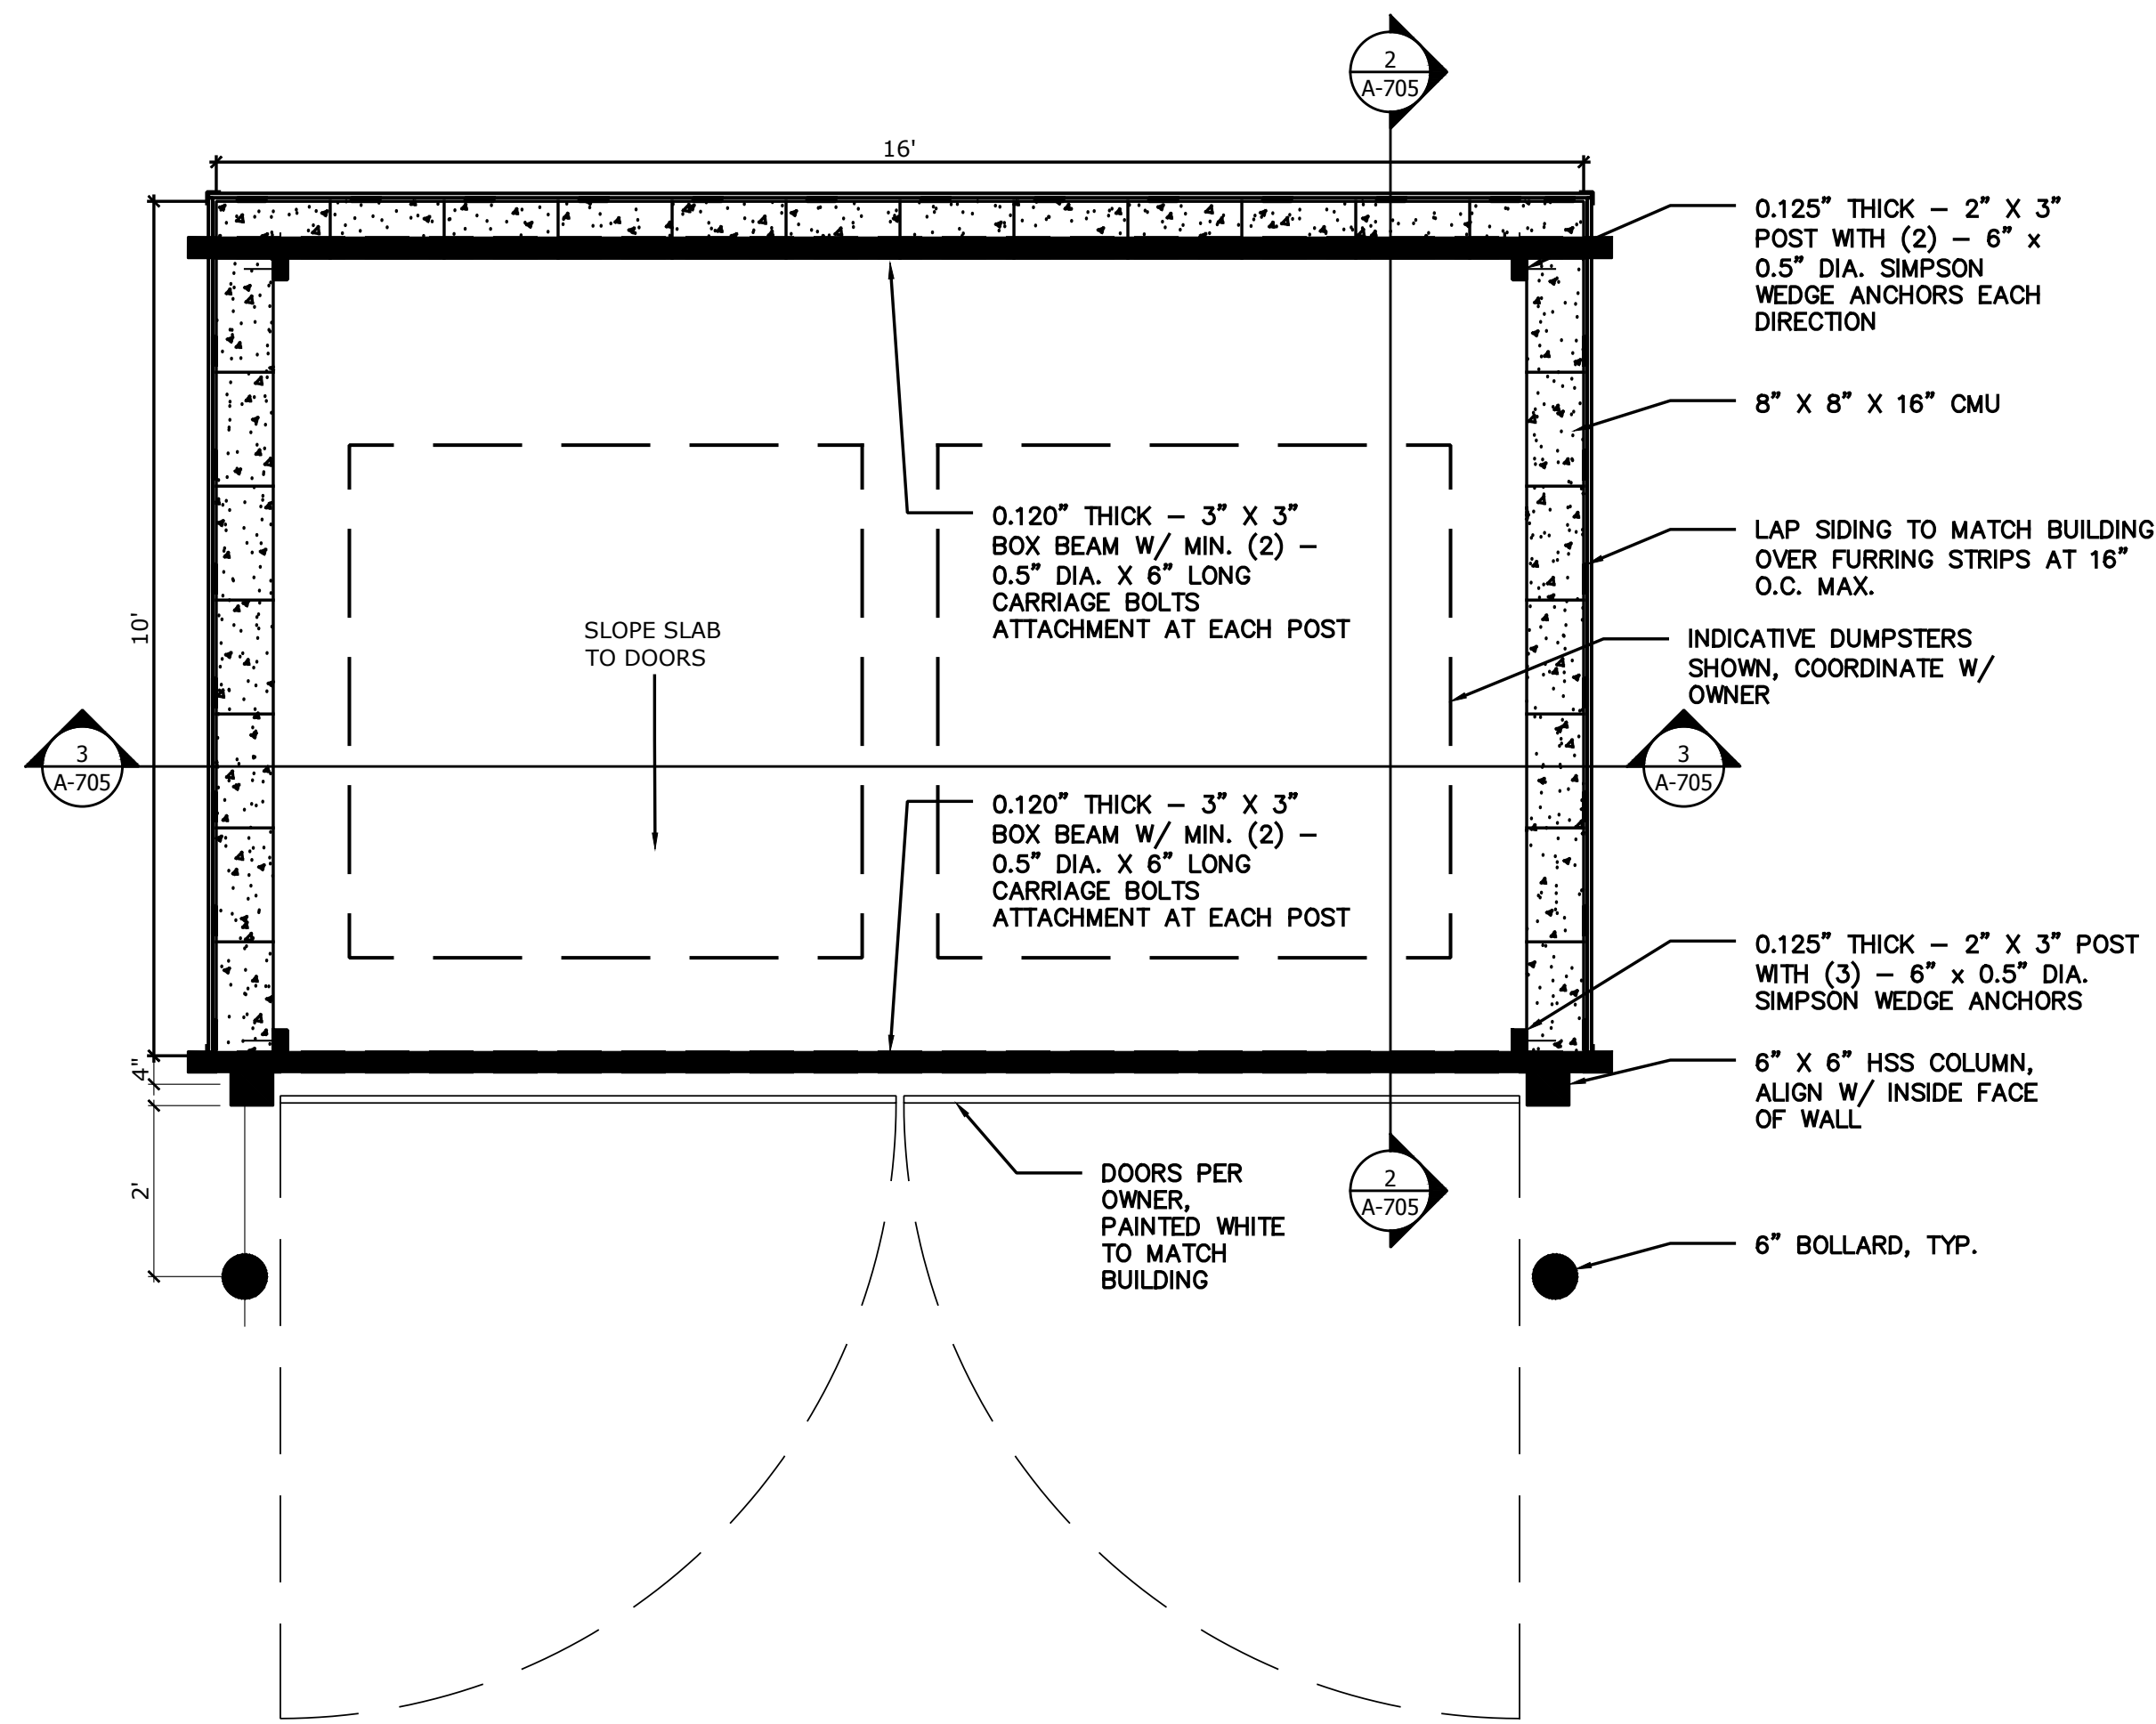 2
A-705
16'
0.125" THICK – 2" X 3"
POST WITH (2) – 6" x
0.5" DIA. SIMPSON
WEDGE ANCHORS EACH
DIRECTION
8" X 8" X 16" CMU
0.120" THICK – 3" X 3"
BOX BEAM W/ MIN. (2) –
0.5" DIA. X 6" LONG
CARRIAGE BOLTS
ATTACHMENT AT EACH POST
LAP SIDING TO MATCH BUILDING
OVER FURRING STRIPS AT 16"
O.C. MAX.
10'
SLOPE SLAB
TO DOORS
INDICATIVE DUMPSTERS
SHOWN, COORDINATE W/
OWNER
3
A-705
3
A-705
0.120" THICK – 3" X 3"
BOX BEAM W/ MIN. (2) –
0.5" DIA. X 6" LONG
CARRIAGE BOLTS
ATTACHMENT AT EACH POST
0.125" THICK – 2" X 3" POST
WITH (3) – 6" x 0.5" DIA.
SIMPSON WEDGE ANCHORS
4"
6" X 6" HSS COLUMN,
ALIGN W/ INSIDE FACE
OF WALL
2'
DOORS PER
OWNER,
PAINTED WHITE
TO MATCH
BUILDING
2
A-705
6" BOLLARD, TYP.